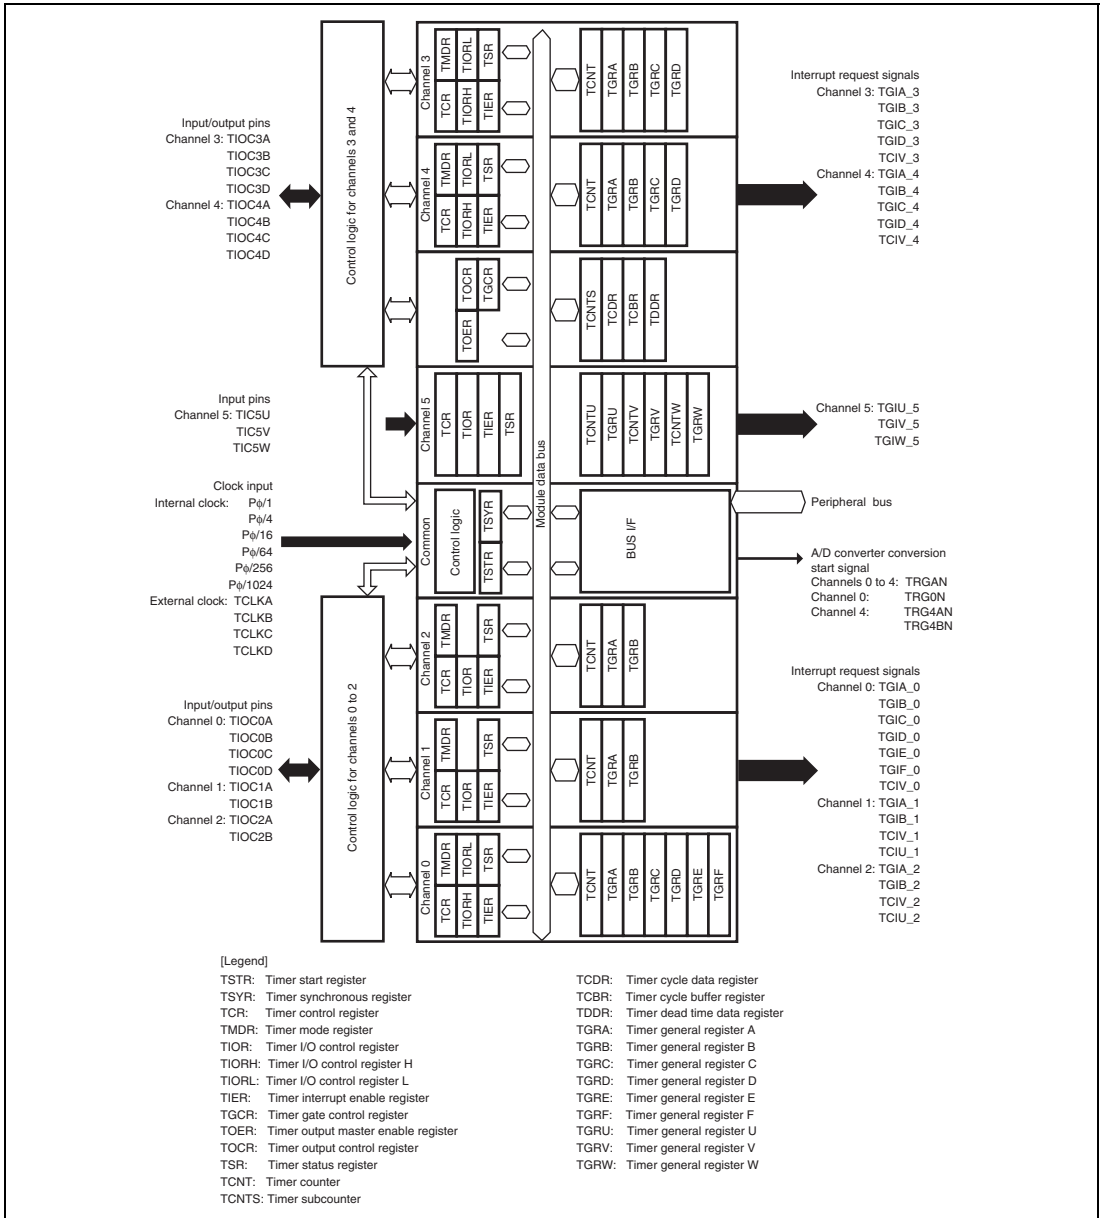 Input/output pins
Channel 3: TIOC3A
TIOC3B
TIOC3C
TIOC3D
Channel 4: TIOC4A
TIOC4B
TIOC4C
TIOC4D
Input pins
Channel 5: TIC5U
TIC5V
TIC5W
Clock input
Internal clock: Pφ/1
Pφ/4
Pφ/16
Pφ/64
Pφ/256
Pφ/1024
External clock: TCLKA
TCLKB
TCLKC
TCLKD
Input/output pins
Channel 0: TIOC0A
TIOC0B
TIOC0C
TIOC0D
Channel 1: TIOC1A
TIOC1B
Channel 2: TIOC2A
TIOC2B
Control logic for channels 3 and 4
Control logic for channels 0 to 2
Channel 3
TMDR
TIORL
TSR
TCR
TIORH
TIER
TCNT
TGRA
TGRB
TGRC
TGRD
Channel 4
TMDR
TIORL
TSR
TCR
TIORH
TIER
TCNT
TGRA
TGRB
TGRC
TGRD
TOCR
TGCR
TOER
TCNTS
TCDR
TCBR
TDDR
Channel 5
TCR
TIOR
TIER
TSR
TCNTU
TGRU
TCNTV
TGRV
TCNTW
TGRW
Module data bus
Common
Control logic
TSYR
TSTR
BUS I/F
Channel 2
TMDR
TSR
TCR
TIOR
TIER
TCNT
TGRA
TGRB
Channel 1
TMDR
TSR
TCR
TIOR
TIER
TCNT
TGRA
TGRB
Channel 0
TMDR
TIORL
TSR
TCR
TIORH
TIER
TCNT
TGRA
TGRB
TGRC
TGRD
TGRE
TGRF
Interrupt request signals
Channel 3: TGIA_3
TGIB_3
TGIC_3
TGID_3
TCIV_3
Channel 4: TGIA_4
TGIB_4
TGIC_4
TGID_4
TCIV_4
Channel 5: TGIU_5
TGIV_5
TGIW_5
Peripheral bus
A/D converter conversion
start signal
Channels 0 to 4: TRGAN
Channel 0: TRG0N
Channel 4: TRG4AN
TRG4BN
Interrupt request signals
Channel 0: TGIA_0
TGIB_0
TGIC_0
TGID_0
TGIE_0
TGIF_0
TCIV_0
Channel 1: TGIA_1
TGIB_1
TCIV_1
TCIU_1
Channel 2: TGIA_2
TGIB_2
TCIV_2
TCIU_2
[Legend]
TSTR: Timer start register
TSYR: Timer synchronous register
TCR: Timer control register
TMDR: Timer mode register
TIOR: Timer I/O control register
TIORH: Timer I/O control register H
TIORL: Timer I/O control register L
TIER: Timer interrupt enable register
TGCR: Timer gate control register
TOER: Timer output master enable register
TOCR: Timer output control register
TSR: Timer status register
TCNT: Timer counter
TCNTS: Timer subcounter
TCDR: Timer cycle data register
TCBR: Timer cycle buffer register
TDDR: Timer dead time data register
TGRA: Timer general register A
TGRB: Timer general register B
TGRC: Timer general register C
TGRD: Timer general register D
TGRE: Timer general register E
TGRF: Timer general register F
TGRU: Timer general register U
TGRV: Timer general register V
TGRW: Timer general register W